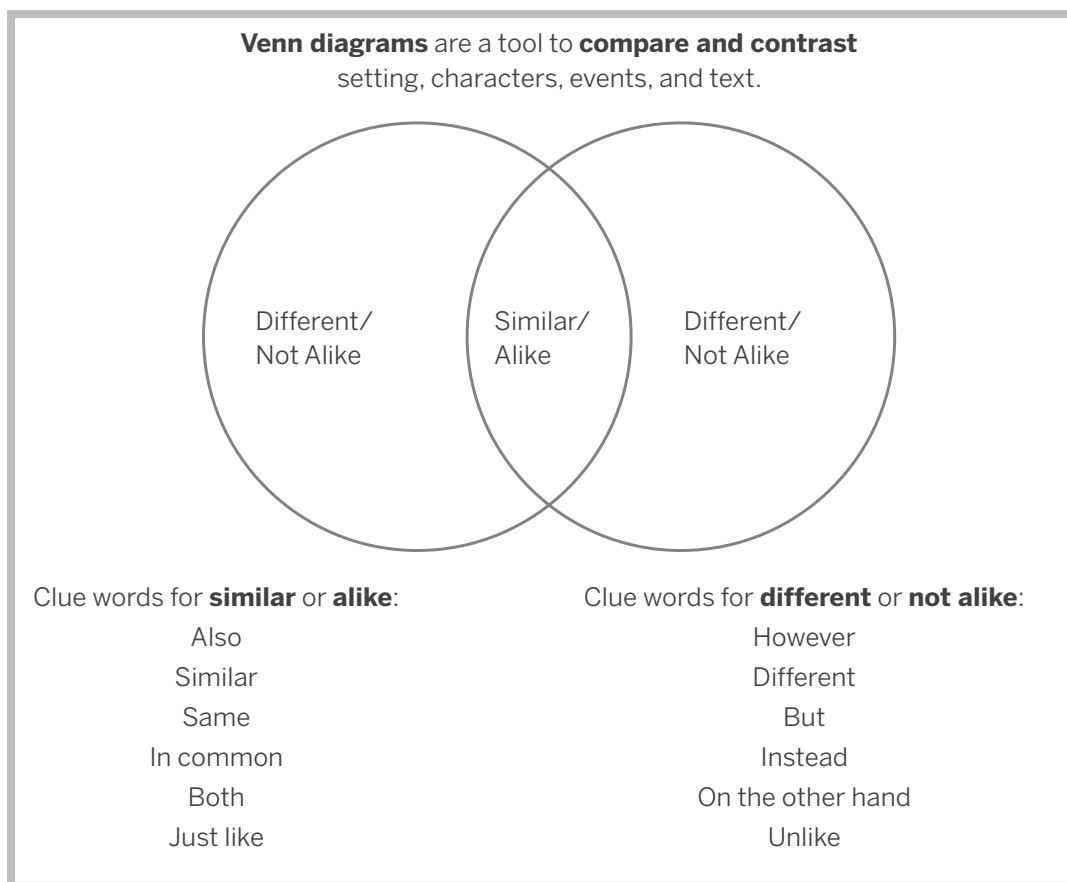 Venn diagrams are a tool to compare and contrast
setting, characters, events, and text.
Different/
Not Alike
Similar/
Alike
Different/
Not Alike
Clue words for similar or alike:
Also
Similar
Same
In common
Both
Just like
Clue words for different or not alike:
However
Different
But
Instead
On the other hand
Unlike